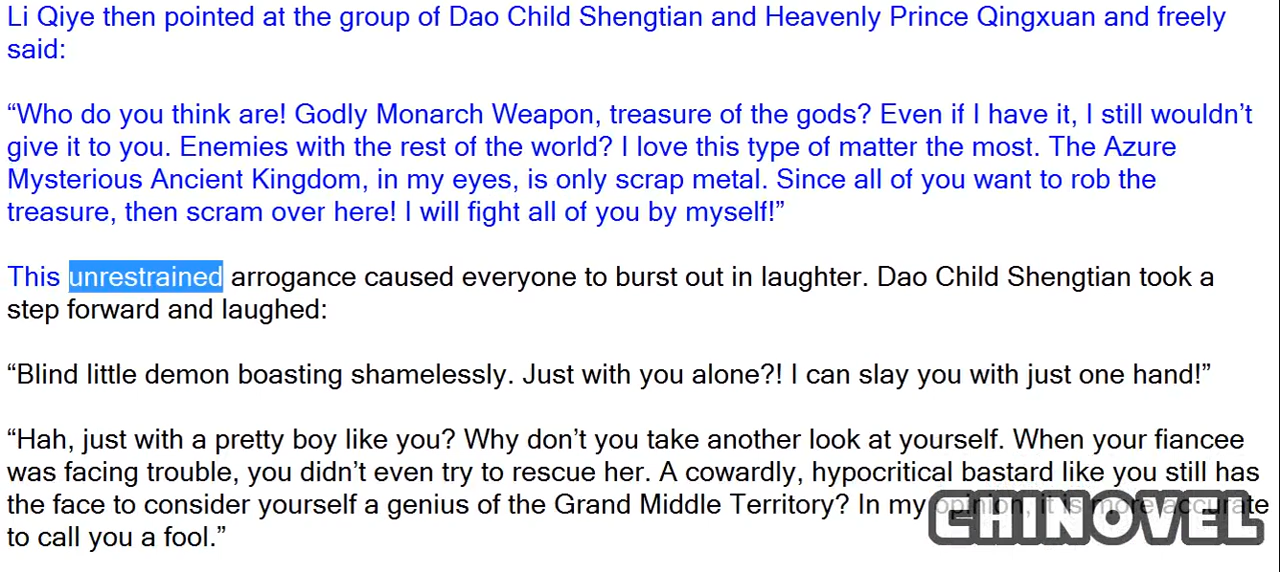 Li Qiye then pointed at the group of Dao Child Shengtian and Heavenly Prince Qingxuan and freely
said:
“Who do you think are! Godly Monarch Weapon, treasure of the gods? Even if I have it, I still wouldn’t
give it to you. Enemies with the rest of the world? I love this type of matter the most. The Azure
Mysterious Ancient Kingdom, in my eyes, is only scrap metal. Since all of you want to rob the
treasure, then scram over here! I will fight all of you by myself!”
This unrestrained arrogance caused everyone to burst out in laughter. Dao Child Shengtian took a
step forward and laughed:
“Blind little demon boasting shamelessly. Just with you alone?! I can slay you with just one hand!”
“Hah, just with a pretty boy like you? Why don’t you take another look at yourself. When your fiancee
was facing trouble, you didn’t even try to rescue her. A cowardly, hypocritical bastard like you still has
the face to consider yourself a genius of the Grand Middle Territory? In my opinion, it is more accurate
to call you a fool.”
CHINOVEL